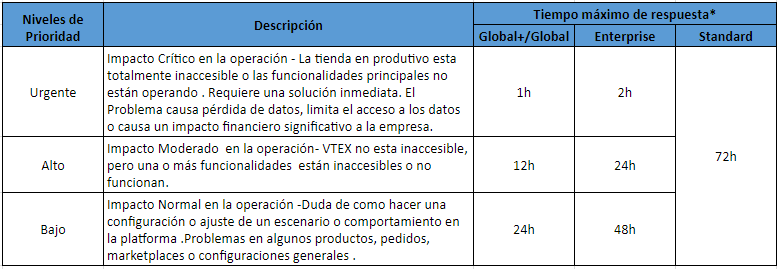 Niveles de Prioridad
Descripción
Tiempo máximo de respuesta*
Global+/Global
Enterprise
Standard
Urgente
Impacto Crítico en la operación - La tienda en produtivo esta
totalmente inaccesible o las funcionalidades principales no
están operando . Requiere una solución inmediata. El
Problema causa pérdida de datos, limita el acceso a los datos
o causa un impacto financiero significativo a la empresa.
1h
2h
72h
Alto
Impacto Moderado  en la operación- VTEX no esta inaccesible,
pero una o más funcionalidades  están inaccesibles o no
funcionan.
12h
24h
Bajo
Impacto Normal en la operación -Duda de como hacer una
configuración o ajuste de un escenario o comportamiento en
la platforma .Problemas en algunos productos, pedidos,
marketplaces o configuraciones generales .
24h
48h